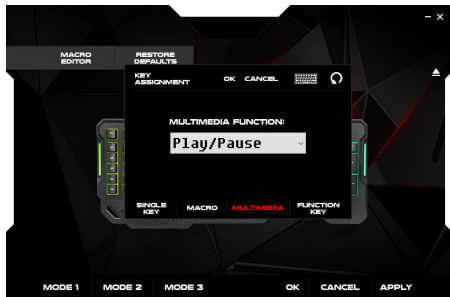 MACRO EDITOR
RESTORE DEFAULTS
KEY ASSIGNMENT
OK CANCEL
MULTIMEDIA FUNCTION:
Play/Pause
SINGLE KEY
MACRO
MULTIMEDIA
FUNCTION KEY
MODE 1 MODE 2 MODE 3 OK CANCEL APPLY